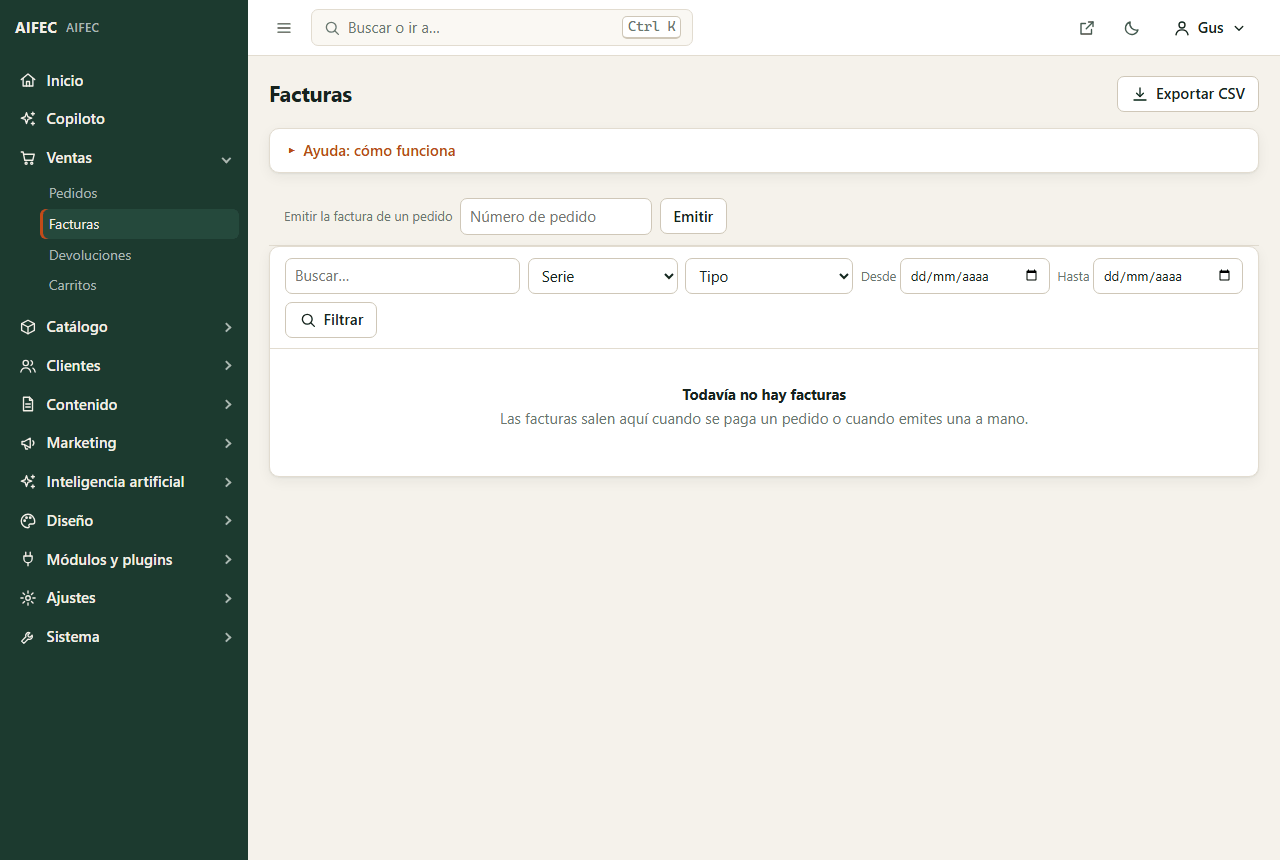 AIFEC AIFEC
Buscar o ir a... Ctrl K
Gus
Inicio
Copiloto
Ventas
Pedidos
Facturas
Devoluciones
Carritos
Catálogo
Clientes
Contenido
Marketing
Inteligencia artificial
Diseño
Módulos y plugins
Ajustes
Sistema
Facturas
Exportar CSV
Ayuda: cómo funciona
Emitir la factura de un pedido Número de pedido Emitir
Buscar... Serie Tipo Desde dd/mm/aaaa Hasta dd/mm/aaaa
Filtrar
Todavía no hay facturas
Las facturas salen aquí cuando se paga un pedido o cuando emites una a mano.